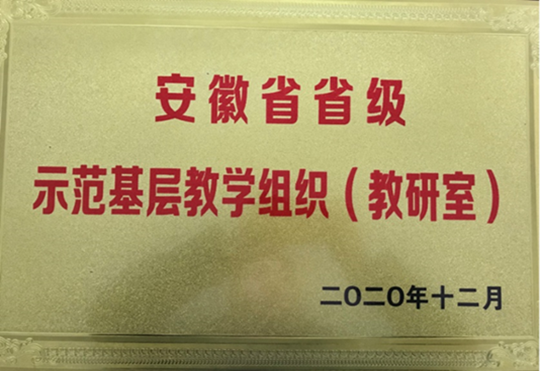 安徽省省级
示范基层教学组织（教研室）
二〇二〇年十二月